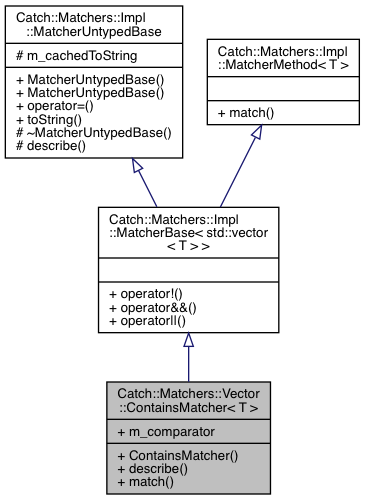 Catch::Matchers::Impl
::MatcherUntypedBase
# m_cachedToString
+ MatcherUntypedBase()
+ MatcherUntypedBase()
+ operator=()
+ toString()
# ~MatcherUntypedBase()
# describe()
Catch::Matchers::Impl
::MatcherMethod< T >
+ match()
Catch::Matchers::Impl
::MatcherBase< std::vector
< T > >
+ operator!()
+ operator&&()
+ operator||()
Catch::Matchers::Vector
::ContainsMatcher< T >
+ m_comparator
+ ContainsMatcher()
+ describe()
+ match()